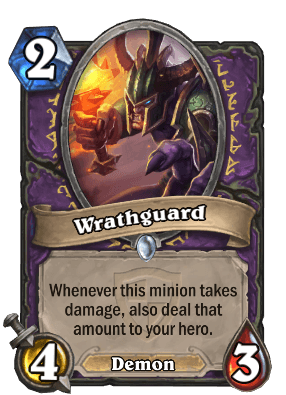 2
Wrathguard
Whenever this minion takes
damage, also deal that
amount to your hero.
4
Demon
3